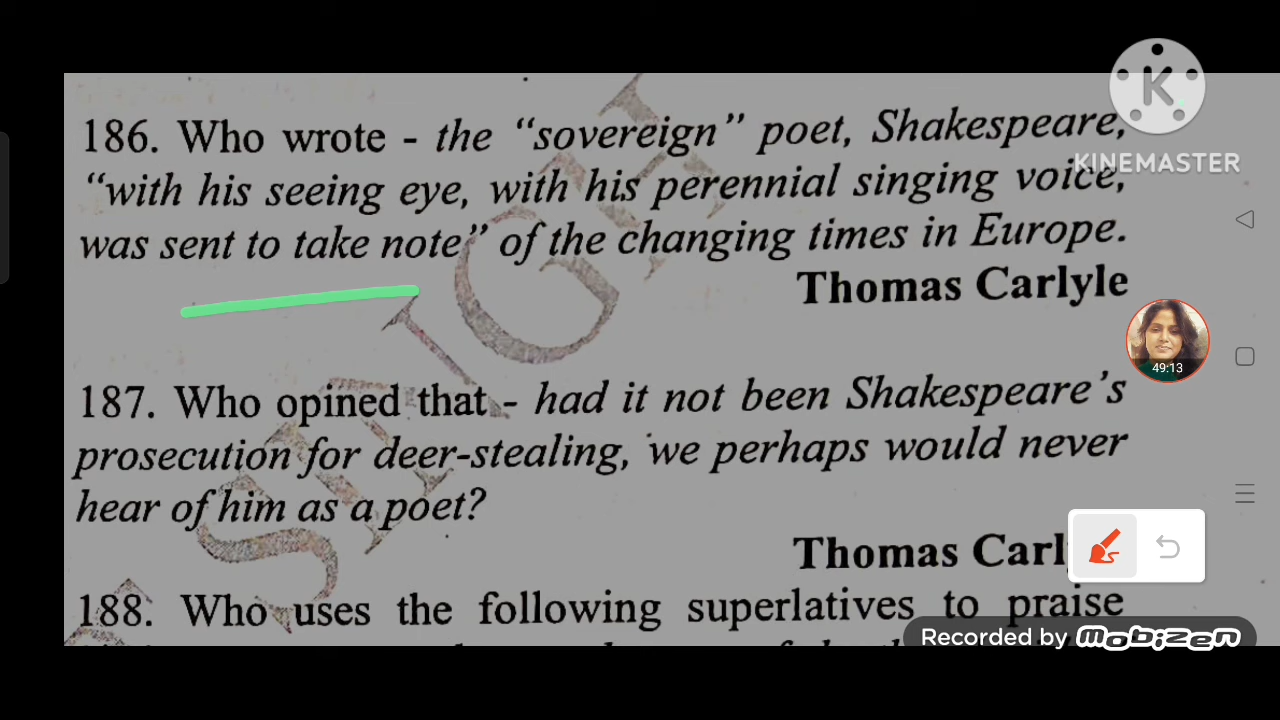 186. Who wrote - the “sovereign” poet, Shakespeare,
“with his seeing eye, with his perennial singing voice,
was sent to take note” of the changing times in Europe.
Thomas Carlyle
187. Who opined that - had it not been Shakespeare’s
prosecution for deer-stealing, we perhaps would never
hear of him as a poet?
Thomas Carl
188. Who uses the following superlatives to praise
K
KINEMASTER
49:13
Recorded by mobizen
SIGH